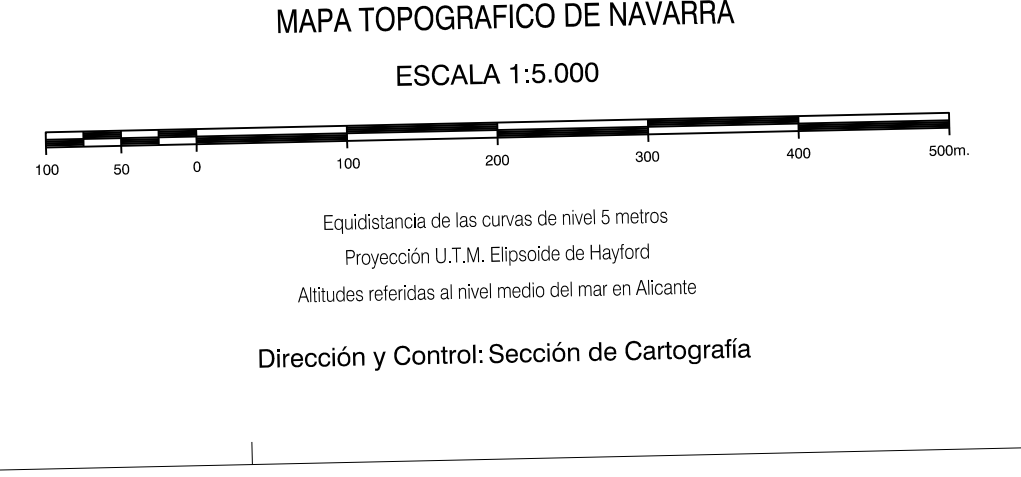 MAPA TOPOGRAFICO DE NAVARRA
ESCALA 1:5.000
100 50 0 100 200 300 400 500m.
Equidistancia de las curvas de nivel 5 metros
Proyección U.T.M. Elipsoide de Hayford
Altitudes referidas al nivel medio del mar en Alicante
Dirección y Control: Sección de Cartografía